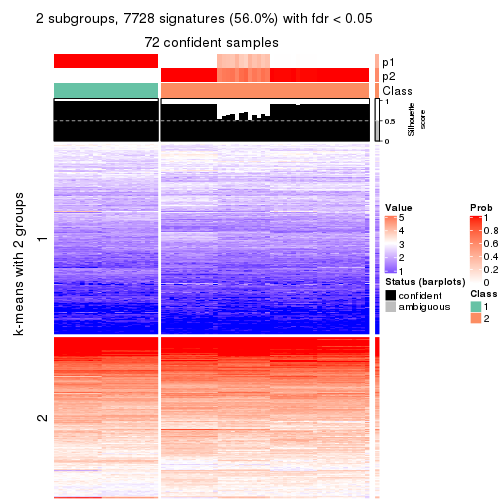 2 subgroups, 7728 signatures (56.0%) with fdr < 0.05
72 confident samples
p1
p2
Class
1
0.5
0
Silhouette
score
k-means with 2 groups
1
2
Value
5
4
3
2
1
Status (barplots)
confident
ambiguous
Prob
1
0.8
0.6
0.4
0.2
0
Class
1
2